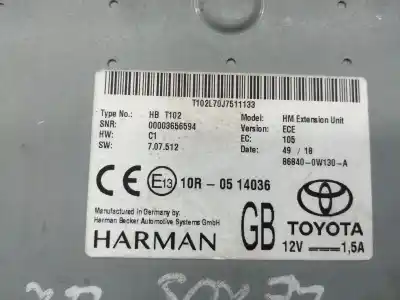 T102L70J7511133
Type No.: HB T102 Model: HM Extension Unit
SNR: 00003656594 Version: ECE
HW: C1 EC: 105
SW: 7.07.512 49 / 18
86840-0W130-A
CE E13 10R - 05 14036
Manufactured in Germany by:
Harman Becker Automotive Systems GmbH
HARMAN GB TOYOTA
12V 1,5A